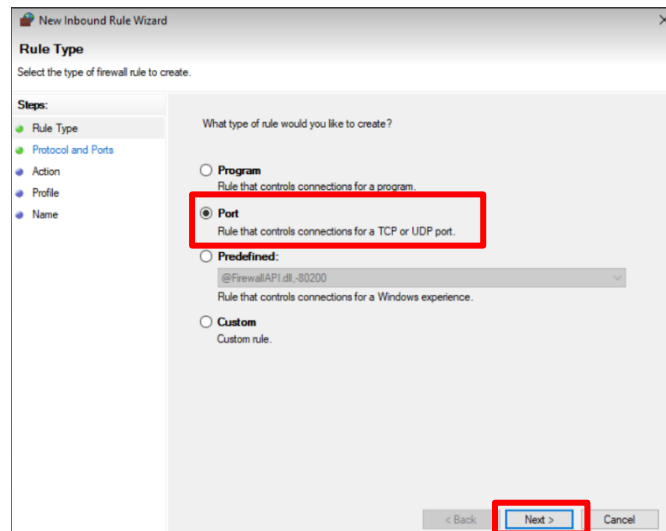 New Inbound Rule Wizard
Rule Type
Select the type of firewall rule to create.
Steps:
Rule Type
Protocol and Ports
Action
Profile
Name
What type of rule would you like to create?
Program
Rule that controls connections for a program.
Port
Rule that controls connections for a TCP or UDP port.
Predefined:
@FirewallAPI.dll,-80200
Rule that controls connections for a Windows experience.
Custom
Custom rule.
< Back Next > Cancel